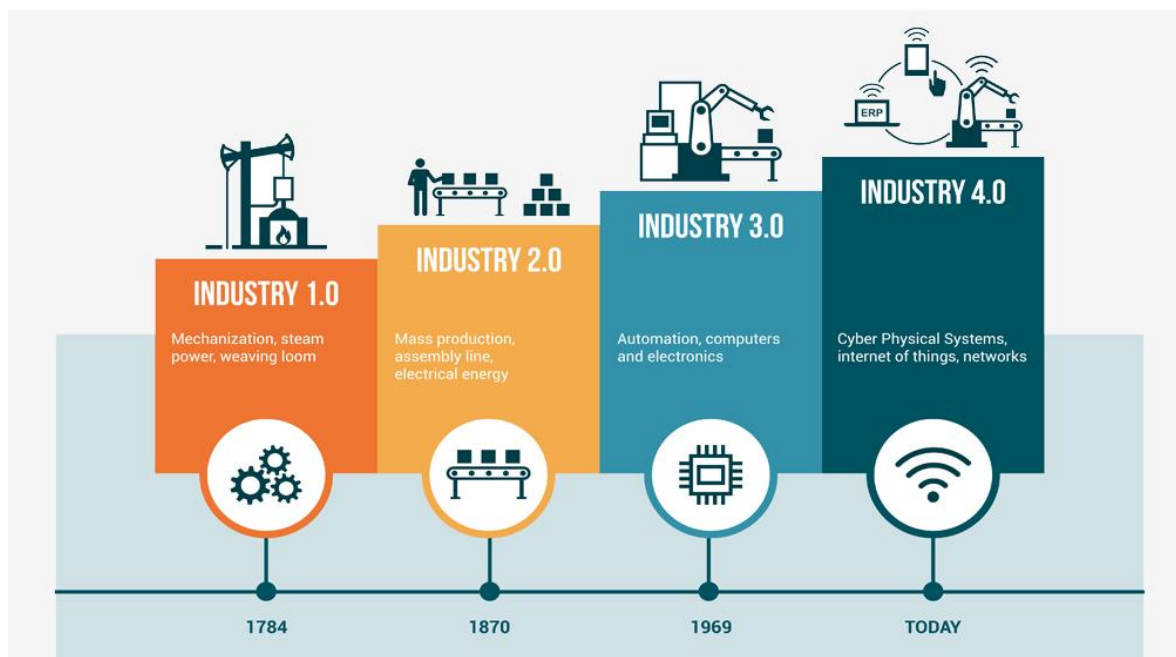 ERP
INDUSTRY 1.0
Mechanization, steam
power, weaving loom
INDUSTRY 2.0
Mass production,
assembly line,
electrical energy
INDUSTRY 3.0
Automation, computers
and electronics
INDUSTRY 4.0
Cyber Physical Systems,
internet of things, networks
1784
1870
1969
TODAY